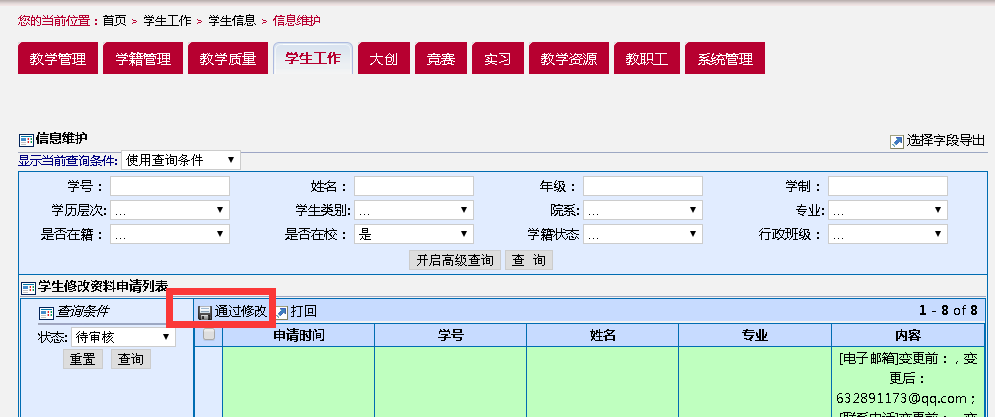 您的当前位置：首页 » 学生工作 » 学生信息 » 信息维护
教学管理 学籍管理 教学质量 学生工作 大创 竞赛 实习 教学资源 教职工 系统管理
信息维护 选择字段导出
显示当前查询条件: 使用查询条件
学号： 姓名： 年级： 学制：
学历层次: ... 学生类别: ... 院系: ... 专业: ...
是否在籍： ... 是否在校： 是 学籍状态 ... 行政班级： ...
开启高级查询 查 询
学生修改资料申请列表
查询条件 通过修改 打回 1 - 8 of 8
状态: 待审核 申请时间 学号 姓名 专业 内容
重置 查询
[电子邮箱]变更前：，变
更后：
632891173@qq.com；
[联系电话]变更前：，变